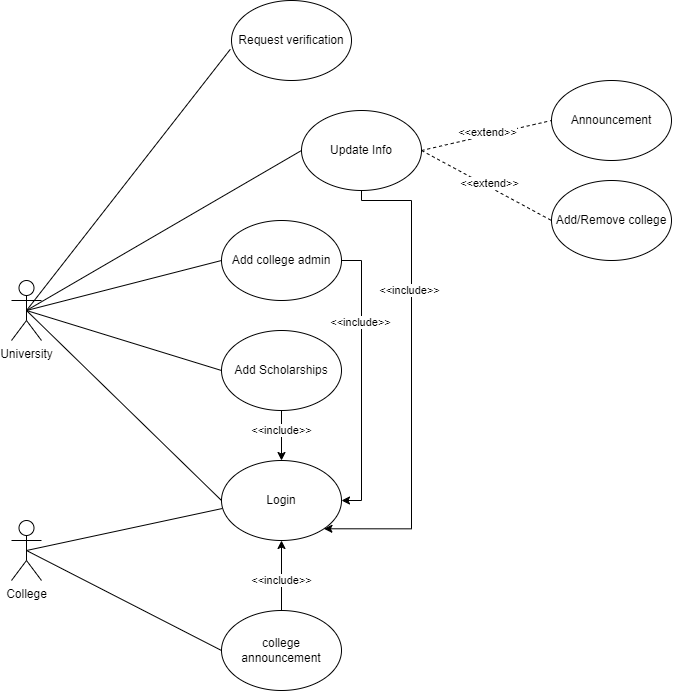 Request verification
Announcement
<<extend>>
Update Info
<<extend>>
Add/Remove college
Add college admin
<<include>>
<<include>>
University
Add Scholarships
<<include>>
Login
College
<<include>>
college
announcement